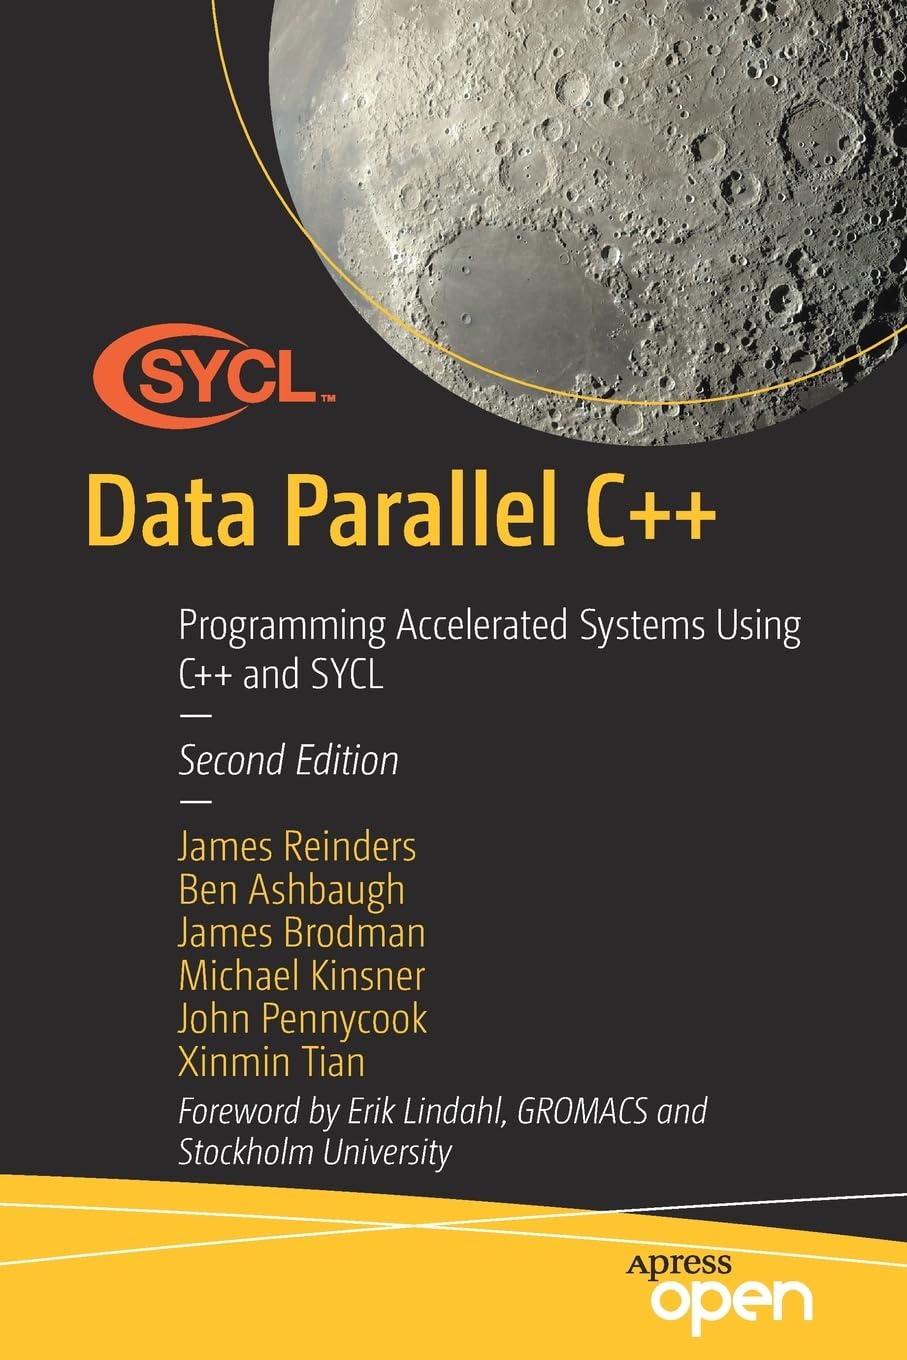 SYCL™
Data Parallel C++
Programming Accelerated Systems Using
C++ and SYCL
—
Second Edition
—
James Reinders
Ben Ashbaugh
James Brodman
Michael Kinsner
John Pennycook
Xinmin Tian
Foreword by Erik Lindahl, GROMACS and
Stockholm University
Apress
open